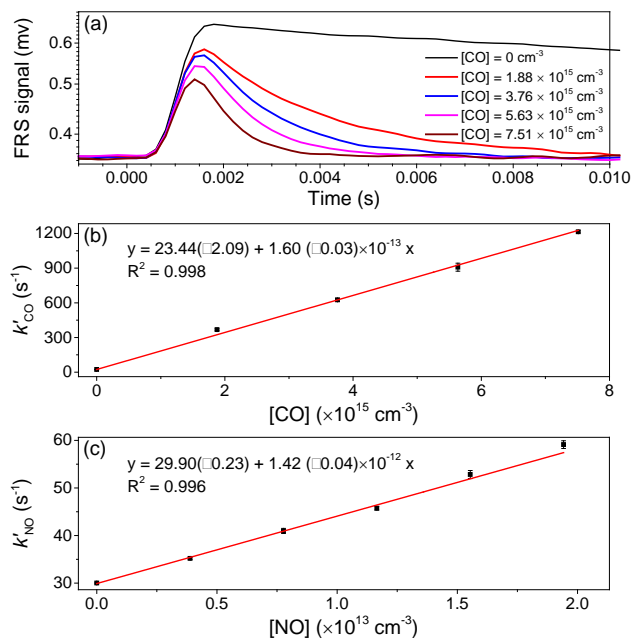 (a)
[CO] = 0 cm⁻³
[CO] = 1.88 × 10¹⁵ cm⁻³
[CO] = 3.76 × 10¹⁵ cm⁻³
[CO] = 5.63 × 10¹⁵ cm⁻³
[CO] = 7.51 × 10¹⁵ cm⁻³
FRS signal (mv)
0.6
0.5
0.4
0.000 0.002 0.004 0.006 0.008 0.010
Time (s)
(b)
y = 23.44(□2.09) + 1.60 (□0.03)×10⁻¹³ x
R² = 0.998
k′CO (s⁻¹)
1200
900
600
300
0
0 2 4 6 8
[CO] (×10¹⁵ cm⁻³)
(c)
y = 29.90(□0.23) + 1.42 (□0.04)×10⁻¹² x
R² = 0.996
k′NO (s⁻¹)
60
50
40
30
0.0 0.5 1.0 1.5 2.0
[NO] (×10¹³ cm⁻³)